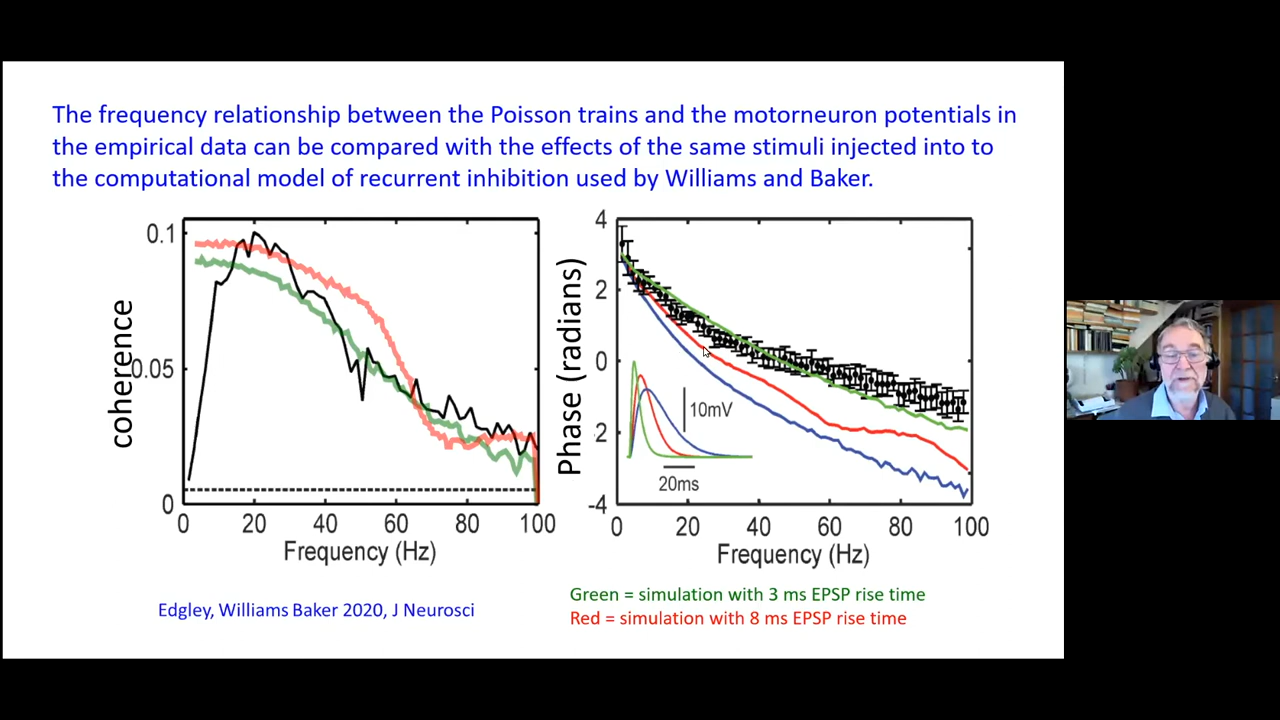 The frequency relationship between the Poisson trains and the motorneuron potentials in
the empirical data can be compared with the effects of the same stimuli injected into to
the computational model of recurrent inhibition used by Williams and Baker.
0.1
0.05
0
coherence
0 20 40 60 80 100
Frequency (Hz)
4
2
0
2
-4
Phase (radians)
10mV
20ms
0 20 40 60 80 100
Frequency (Hz)
Edgley, Williams Baker 2020, J Neurosci
Green = simulation with 3 ms EPSP rise time
Red = simulation with 8 ms EPSP rise time